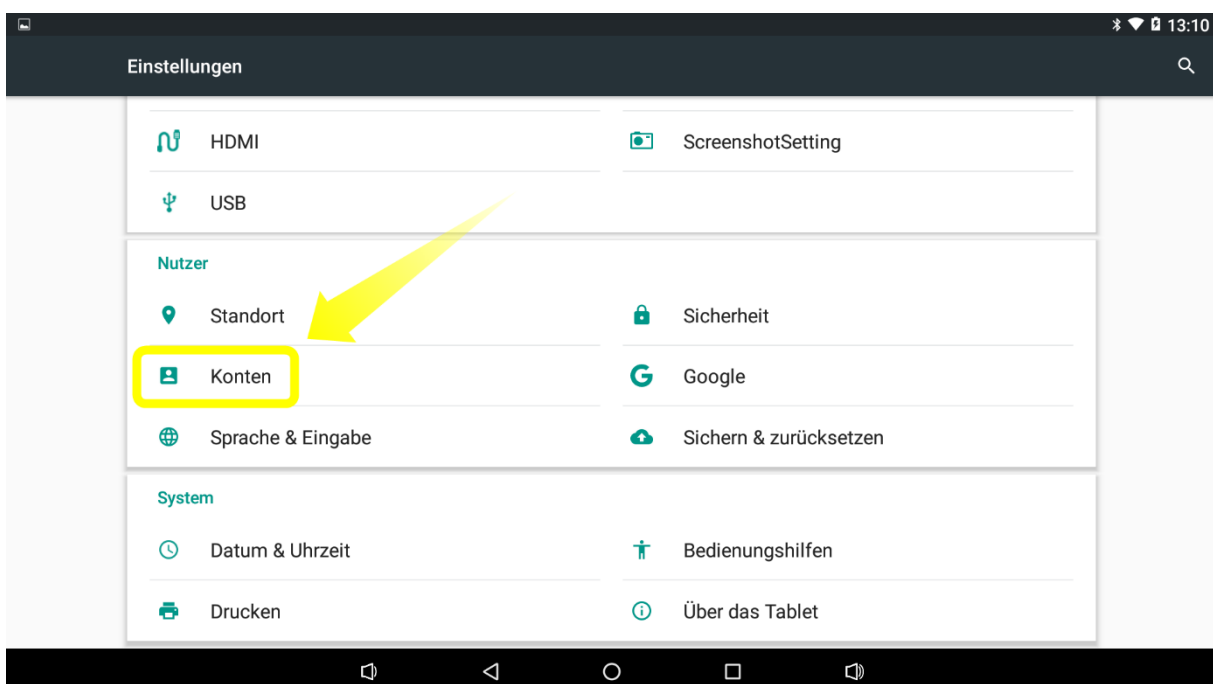 13:10
Einstellungen
HDMI
ScreenshotSetting
USB
Nutzer
Standort
Sicherheit
Konten
Google
Sprache & Eingabe
Sichern & zurücksetzen
System
Datum & Uhrzeit
Bedienungshilfen
Drucken
Über das Tablet